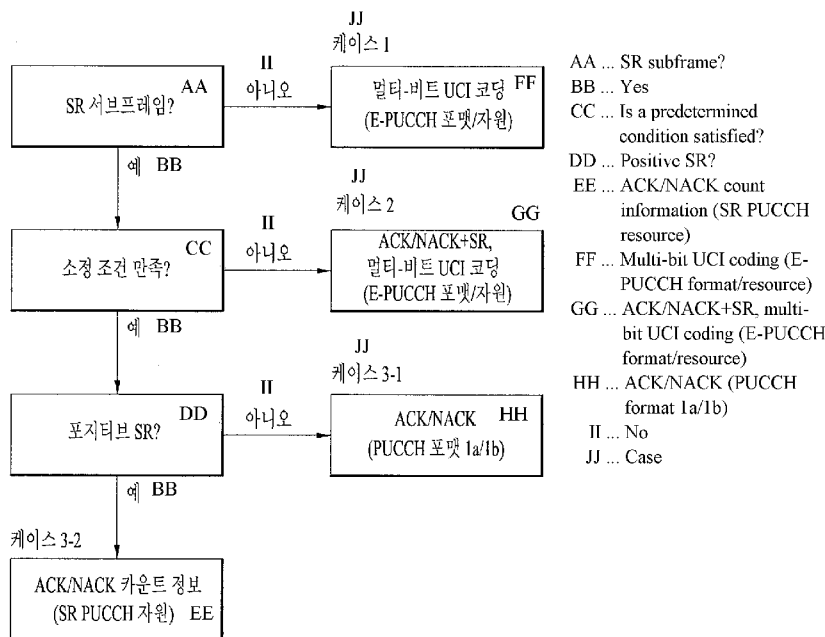 JJ
케이스 1
II
아니오
SR 서브프레임? AA
멀티-비트 UCI 코딩 FF
(E-PUCCH 포맷/자원)
예 BB
JJ
케이스 2
II
아니오
GG
소정 조건 만족? CC
ACK/NACK+SR,
멀티-비트 UCI 코딩
(E-PUCCH 포맷/자원)
예 BB
JJ
케이스 3-1
II
아니오
포지티브 SR? DD
ACK/NACK HH
(PUCCH 포맷 1a/1b)
예 BB
케이스 3-2
ACK/NACK 카운트 정보
(SR PUCCH 자원) EE
AA ... SR subframe?
BB ... Yes
CC ... Is a predetermined
condition satisfied?
DD ... Positive SR?
EE ... ACK/NACK count
information (SR PUCCH
resource)
FF ... Multi-bit UCI coding (E-
PUCCH format/resource)
GG ... ACK/NACK+SR, multi-
bit UCI coding (E-PUCCH
format/resource)
HH ... ACK/NACK (PUCCH
format 1a/1b)
II ... No
JJ ... Case